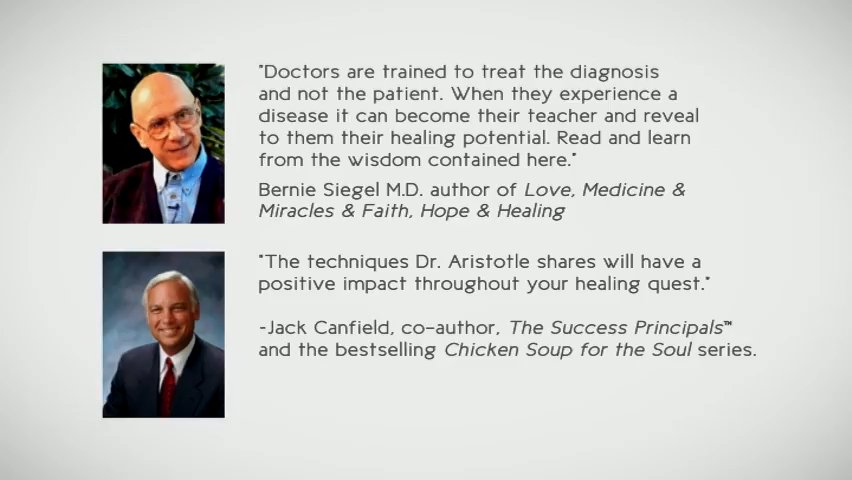 "Doctors are trained to treat the diagnosis
and not the patient. When they experience a
disease it can become their teacher and reveal
to them their healing potential. Read and learn
from the wisdom contained here."
Bernie Siegel M.D. author of Love, Medicine &
Miracles & Faith, Hope & Healing
"The techniques Dr. Aristotle shares will have a
positive impact throughout your healing quest."
-Jack Canfield, co-author, The Success Principals™
and the bestselling Chicken Soup for the Soul series.